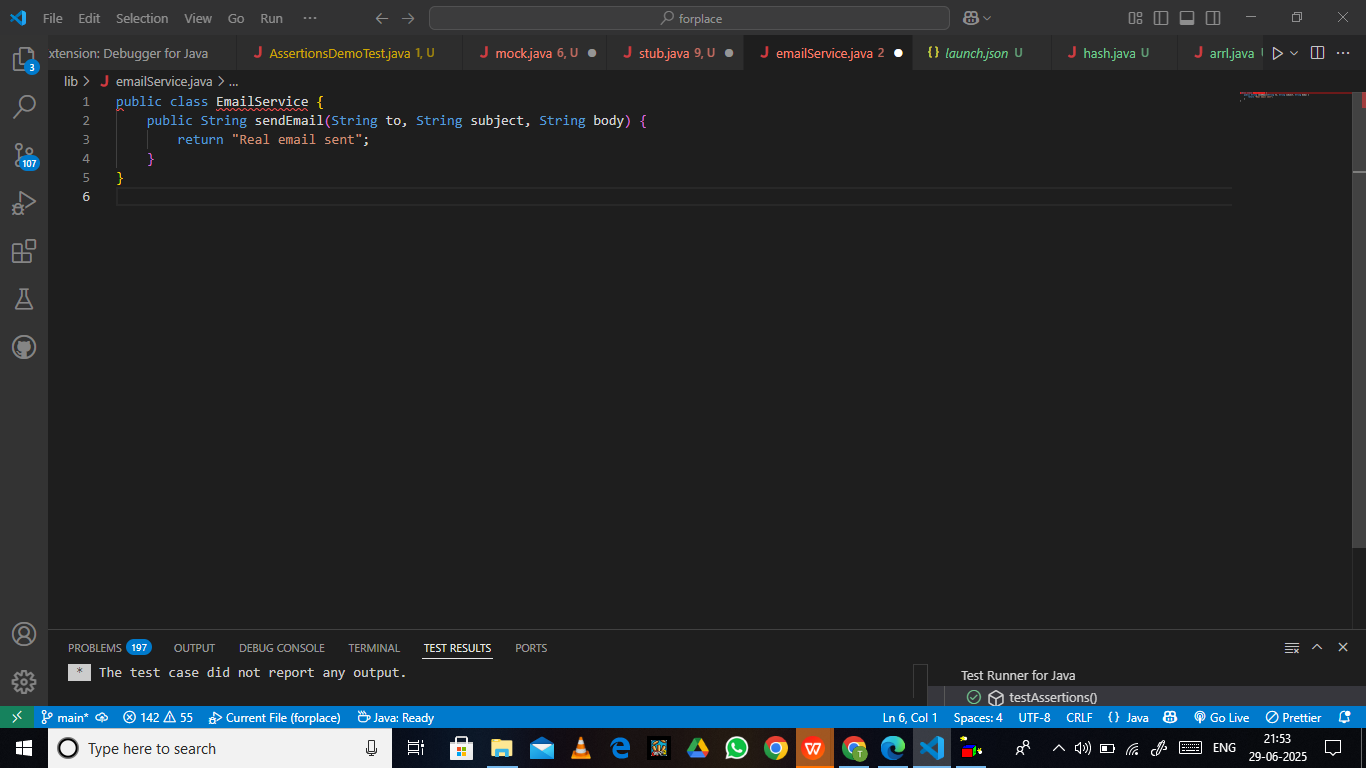 File Edit Selection View Go Run ··· forplace
xtension: Debugger for Java AssertionsDemoTest.java 1, U mock.java 6, U stub.java 9, U emailService.java 2 launch.json U hash.java U arrl.java
lib > emailService.java > ...
1 public class EmailService {
2 public String sendEmail(String to, String subject, String body) {
3 return "Real email sent";
4 }
5 }
6
3
107
PROBLEMS 197 OUTPUT DEBUG CONSOLE TERMINAL TEST RESULTS PORTS
* The test case did not report any output.
Test Runner for Java
testAssertions()
main* 142 55 Current File (forplace) Java: Ready Ln 6, Col 1 Spaces: 4 UTF-8 CRLF {} Java Go Live Prettier
Type here to search ENG 21:53
29-06-2025